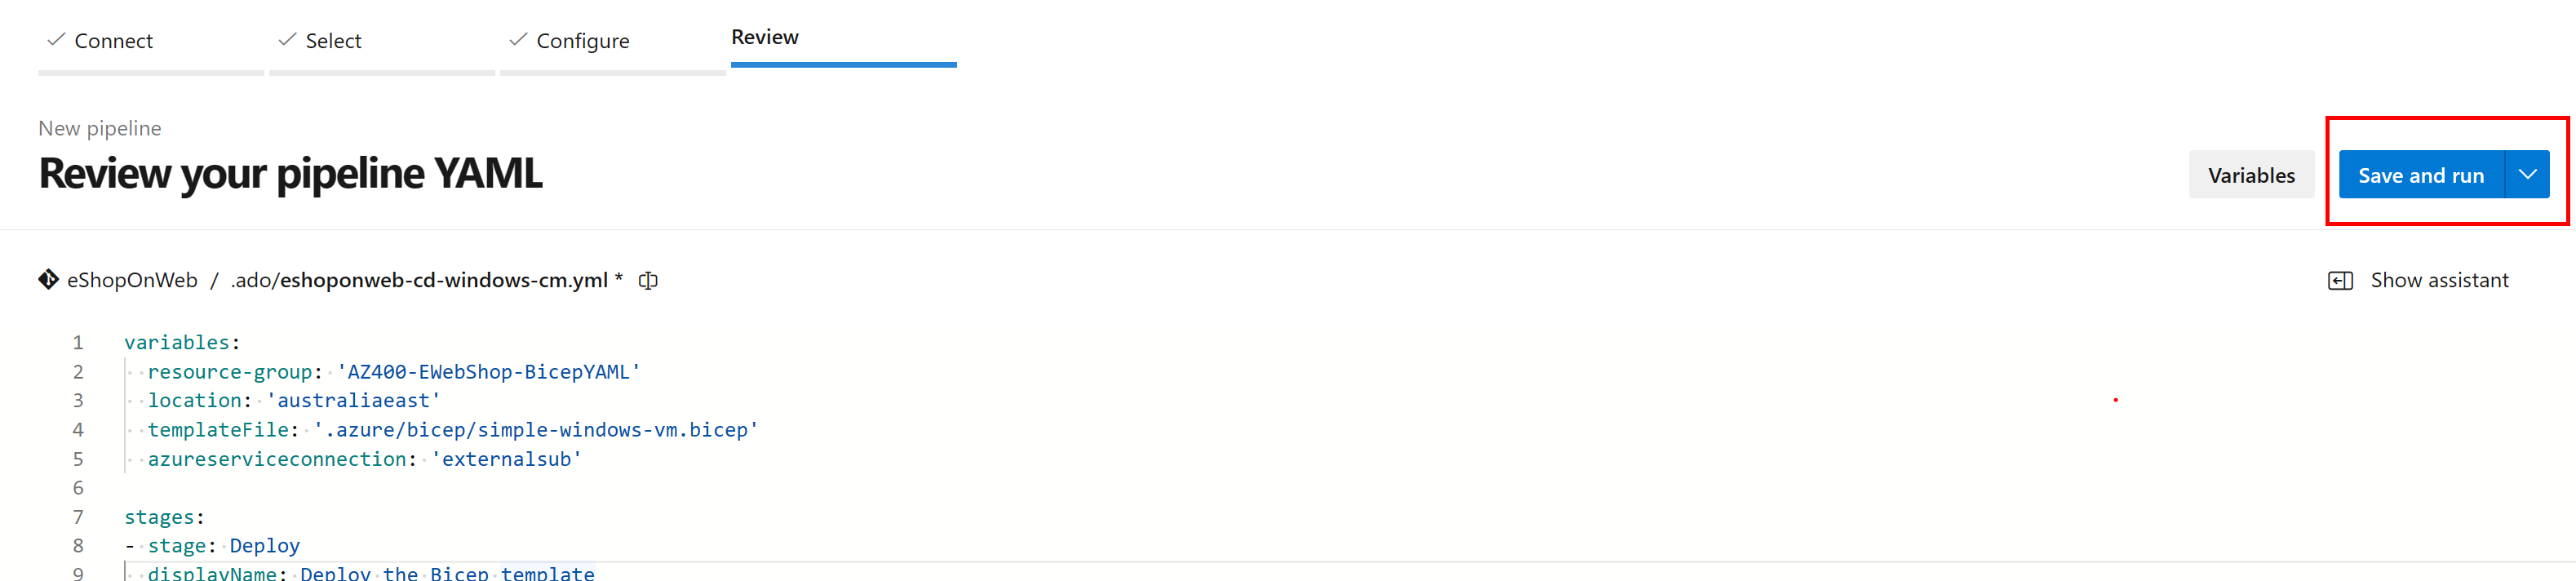 Connect Select Configure Review
New pipeline
Review your pipeline YAML
Variables Save and run
eShopOnWeb / .ado/eshoponweb-cd-windows-cm.yml *
Show assistant
1 variables:
2 resource-group: 'AZ400-EWebShop-BicepYAML'
3 location: 'australiaeast'
4 templateFile: '.azure/bicep/simple-windows-vm.bicep'
5 azureserviceconnection: 'externalsub'
6
7 stages:
8 - stage: Deploy
9 displayName: Deploy the Bicep template